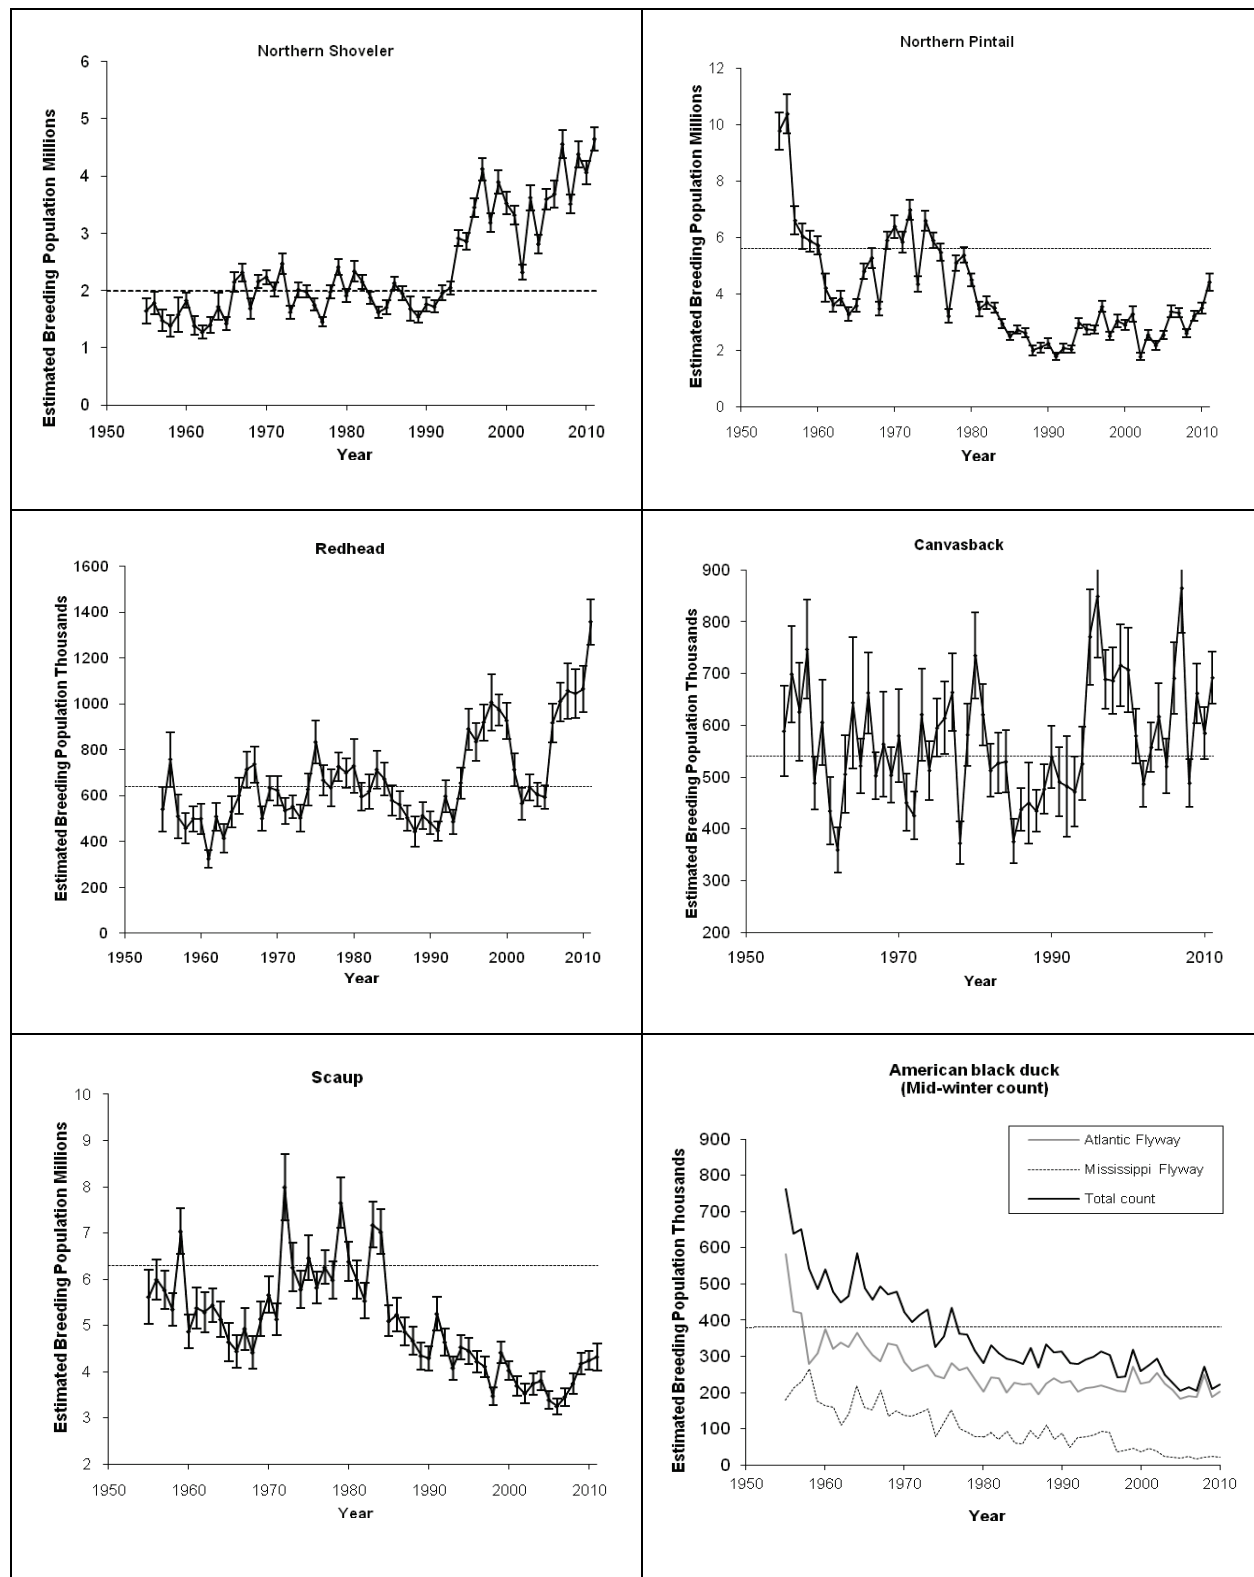 Northern Shoveler
Estimated Breeding Population Millions
6
5
4
3
2
1
0
1950 1960 1970 1980 1990 2000 2010
Year
Northern Pintail
Estimated Breeding Population Millions
12
10
8
6
4
2
0
1950 1960 1970 1980 1990 2000 2010
Year
Redhead
Estimated Breeding Population Thousands
1600
1400
1200
1000
800
600
400
200
0
1950 1960 1970 1980 1990 2000 2010
Year
Canvasback
Estimated Breeding Population Thousands
900
800
700
600
500
400
300
200
1950 1970 1990 2010
Year
Scaup
Estimated Breeding Population Millions
10
9
8
7
6
5
4
3
2
1950 1960 1970 1980 1990 2000 2010
Year
American black duck
(Mid-winter count)
Atlantic Flyway
Mississippi Flyway
Total count
Estimated Breeding Population Thousands
900
800
700
600
500
400
300
200
100
0
1950 1960 1970 1980 1990 2000 2010
Year